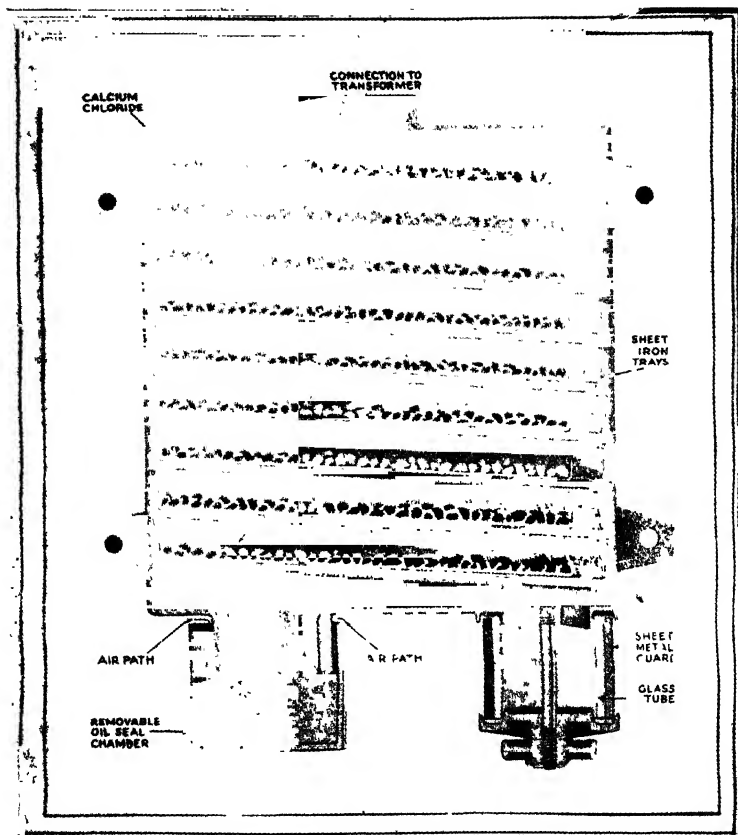 CONNECTION TO
TRANSFORMER
CALCIUM
CHLORIDE
SHEET
IRON
TRAYS
AIR PATH
AIR PATH
SHEET
METAL
GUARD
GLASS
TUBE
REMOVABLE
OIL SEAL
CHAMBER